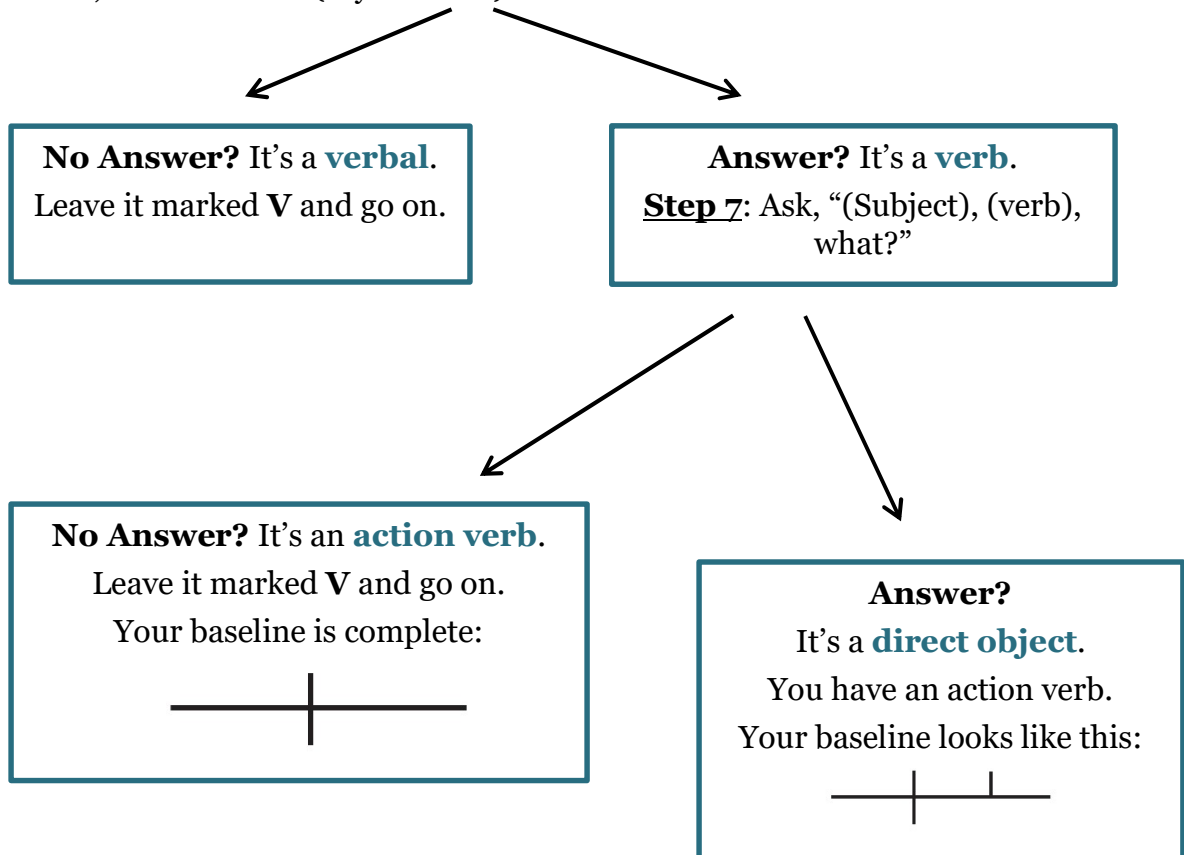 No Answer? It's a verbal.
Leave it marked V and go on.
Answer? It's a verb.
Step 7: Ask, “(Subject), (verb),
what?”
No Answer? It's an action verb.
Leave it marked V and go on.
Your baseline is complete:
Answer?
It's a direct object.
You have an action verb.
Your baseline looks like this: